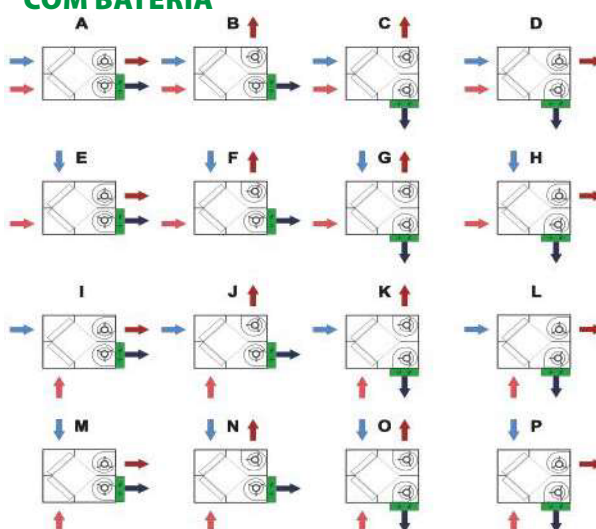 COM BATERIA
A B C D
E F G H
I J K L
M N O P